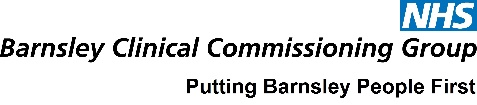 NHS
Barnsley Clinical Commissioning Group
Putting Barnsley People First